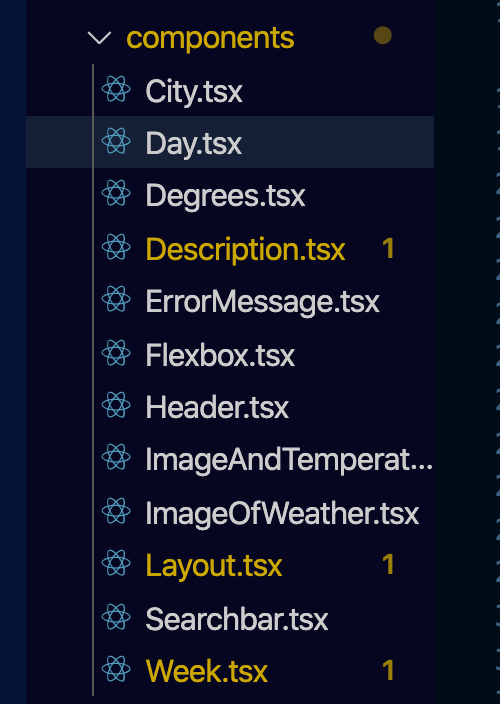 components
City.tsx
Day.tsx
Degrees.tsx
Description.tsx 1
ErrorMessage.tsx
Flexbox.tsx
Header.tsx
ImageAndTemperat...
ImageOfWeather.tsx
Layout.tsx 1
Searchbar.tsx
Week.tsx 1